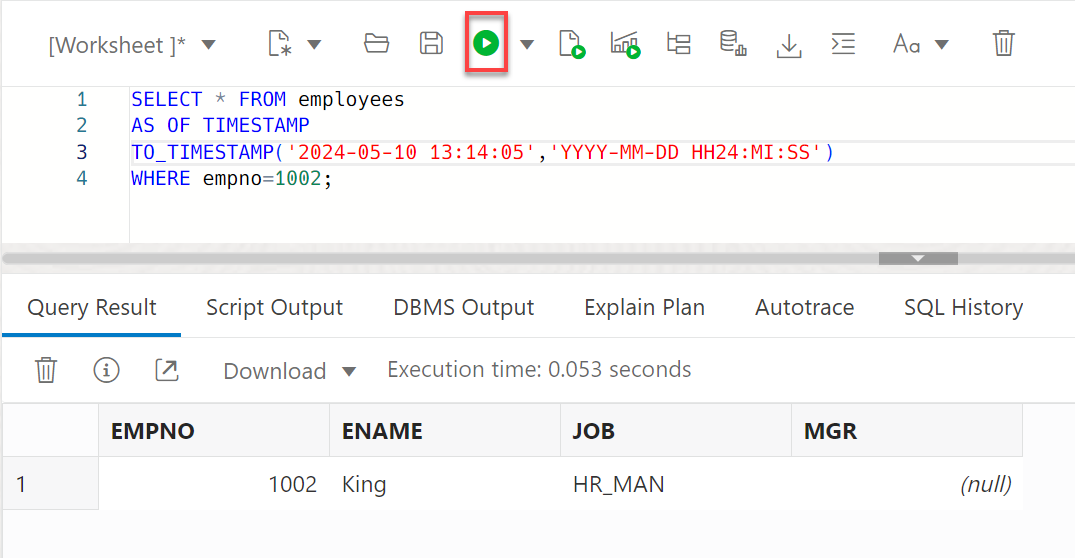 [Worksheet ]* Aa
1 SELECT * FROM employees
2 AS OF TIMESTAMP
3 TO_TIMESTAMP('2024-05-10 13:14:05','YYYY-MM-DD HH24:MI:SS')
4 WHERE empno=1002;
Query Result Script Output DBMS Output Explain Plan Autotrace SQL History
Download Execution time: 0.053 seconds
EMPNO ENAME JOB MGR
1 1002 King HR_MAN (null)